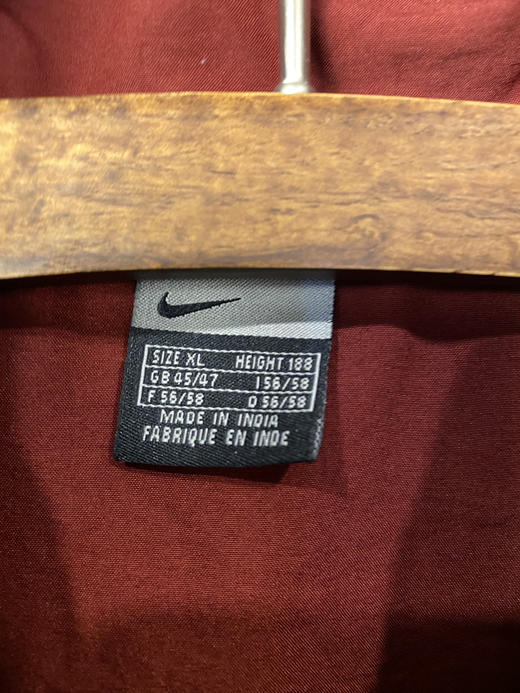 SIZE XL HEIGHT 188
GB 45/47 I 56/58
F 56/58 D 56/58
MADE IN INDIA
FABRIQUE EN INDE